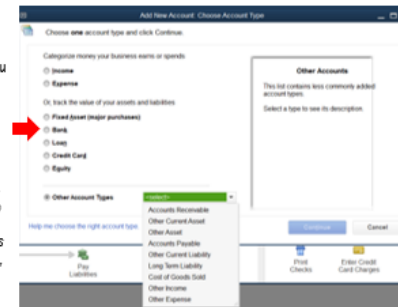 Add New Account: Choose Account Type
Choose one account type and click Continue.
Categorize money your business earns or spends
Income
Expense
Or, track the value of your assets and liabilities
Fixed Asset (major purchases)
Bank
Loan
Credit Card
Equity
Other Account Types
<select>
Other Accounts
This list contains less commonly added
account types.
Select a type to see its description.
Accounts Receivable
Other Current Asset
Other Asset
Accounts Payable
Other Current Liability
Long Term Liability
Cost of Goods Sold
Other Income
Other Expense
Help me choose the right account type.
Continue
Cancel
Pay
Liabilities
Print
Checks
Enter Credit
Card Charges